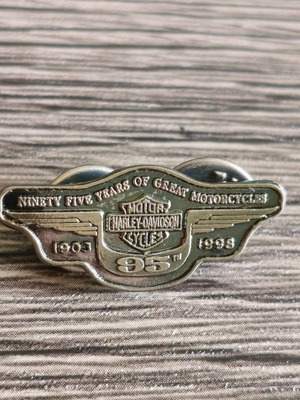 NINETY FIVE YEARS OF GREAT MOTORCYCLES
MOTOR
HARLEY-DAVIDSON
CYCLES
1903 1998
95TH